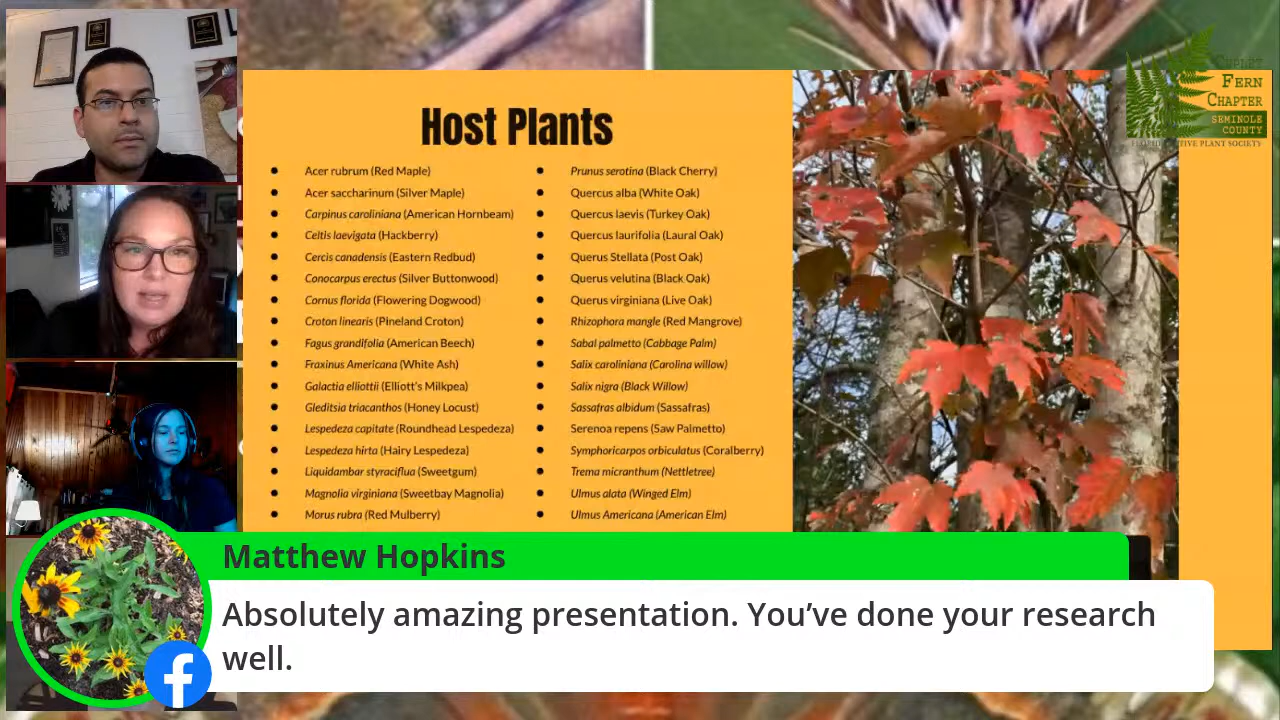 Host Plants
Acer rubrum (Red Maple)
Acer saccharinum (Silver Maple)
Carpinus caroliniana (American Hornbeam)
Celtis laevigata (Hackberry)
Cercis canadensis (Eastern Redbud)
Conocarpus erectus (Silver Buttonwood)
Cornus florida (Flowering Dogwood)
Croton linearis (Pineland Croton)
Fagus grandifolia (American Beech)
Fraxinus Americana (White Ash)
Galactia elliottii (Elliott's Milkpea)
Gleditsia triacanthos (Honey Locust)
Lespedeza capitate (Roundhead Lespedeza)
Lespedeza hirta (Hairy Lespedeza)
Liquidambar styraciflua (Sweetgum)
Magnolia virginiana (Sweetbay Magnolia)
Morus rubra (Red Mulberry)
Prunus serotina (Black Cherry)
Quercus alba (White Oak)
Quercus laevis (Turkey Oak)
Quercus laurifolia (Laural Oak)
Querus Stellata (Post Oak)
Querus velutina (Black Oak)
Querus virginiana (Live Oak)
Rhizophora mangle (Red Mangrove)
Sabal palmetto (Cabbage Palm)
Salix caroliniana (Carolina willow)
Salix nigra (Black Willow)
Sassafras albidum (Sassafras)
Serenoa repens (Saw Palmetto)
Symphoricarpos orbiculatus (Coralberry)
Trema micranthum (Nettletree)
Ulmus alata (Winged Elm)
Ulmus Americana (American Elm)
Cuplet
Fern
Chapter
Seminole
County
Florida Native Plant Society
Matthew Hopkins
Absolutely amazing presentation. You've done your research
well.